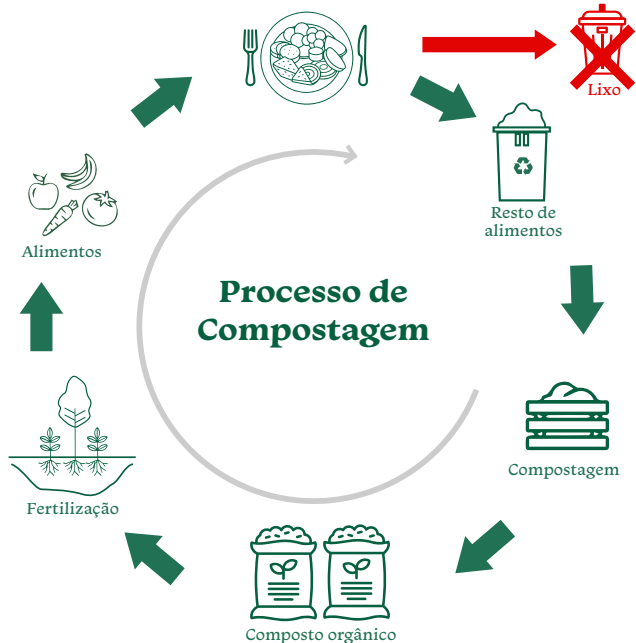 Lixo
Resto de
alimentos
Alimentos
Processo de
Compostagem
Compostagem
Fertilização
Composto orgânico